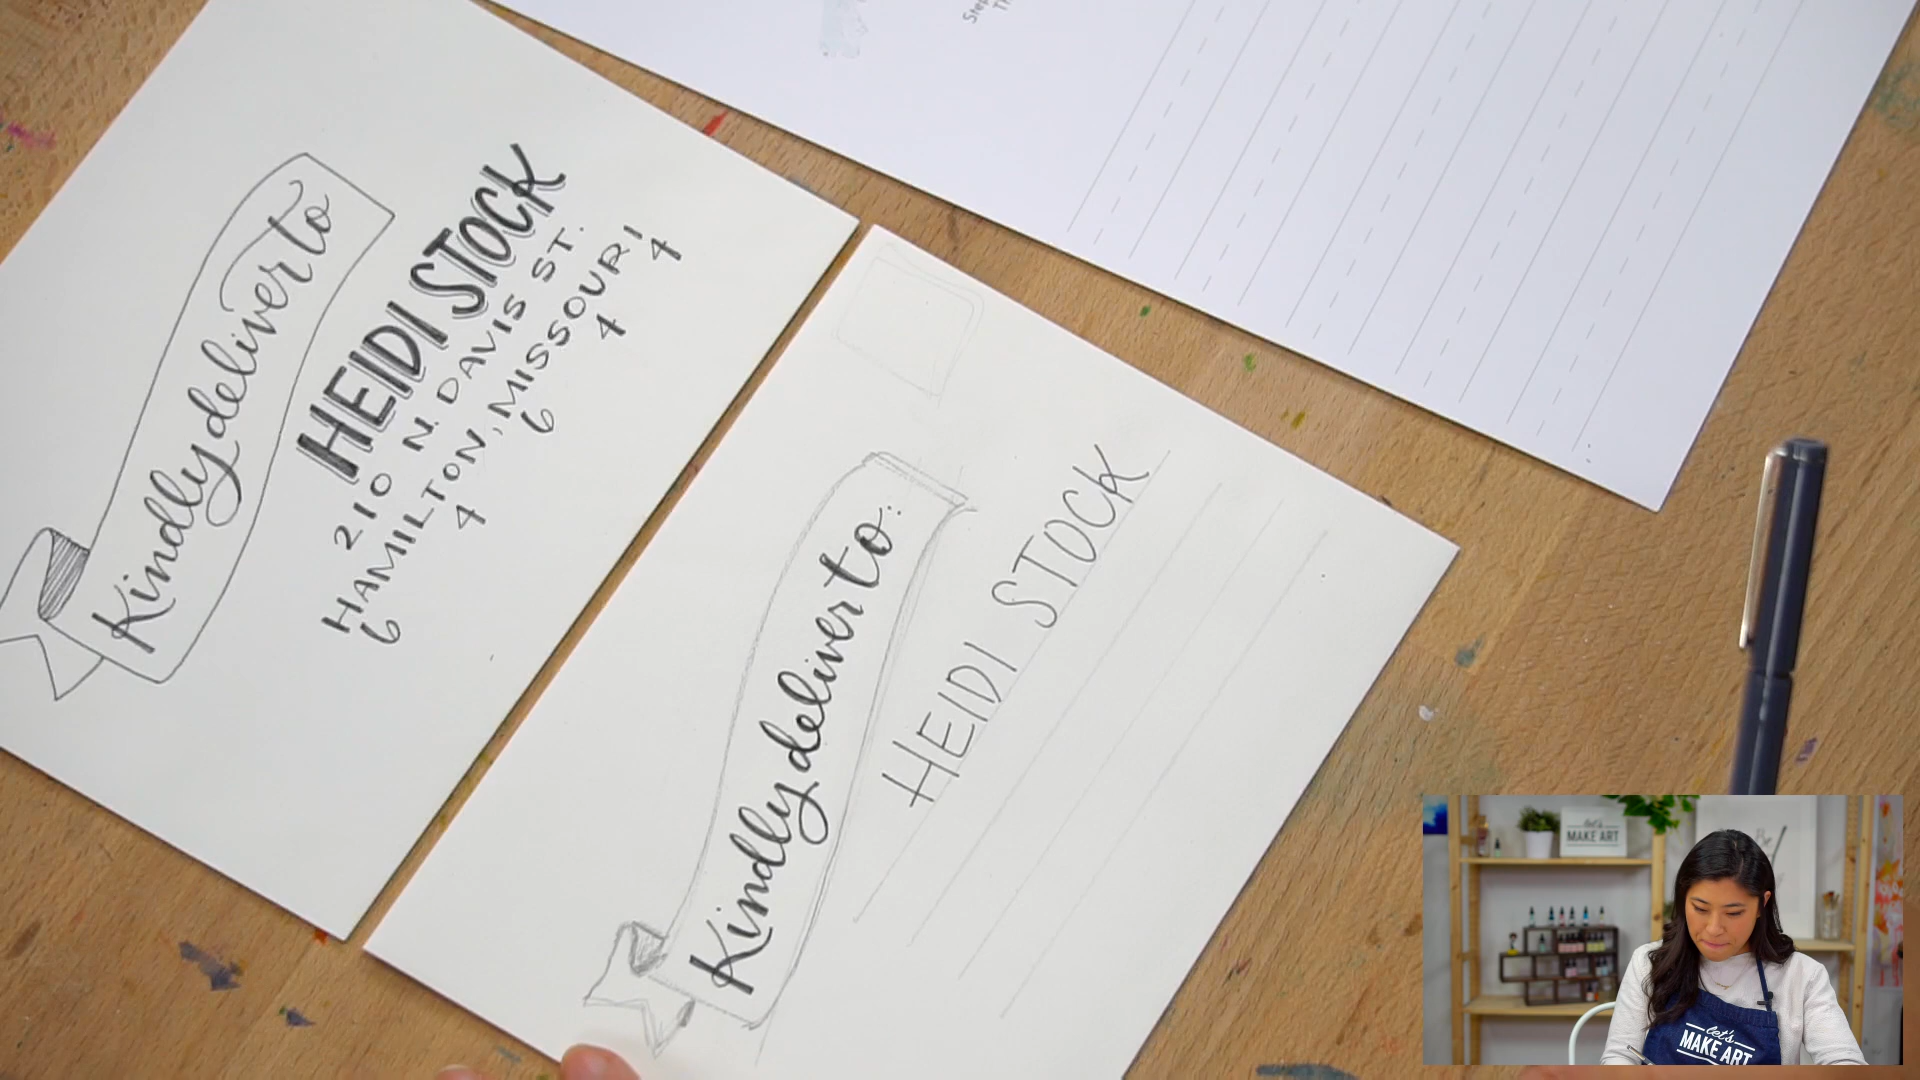 Kindly deliver to
HEIDI STOCK
210 N. DAVIS ST.
HAMILTON, MISSOURI
6 4 6 4 4
Kindly deliver to:
HEIDI STOCK
let's
MAKE ART
let's
MAKE ART